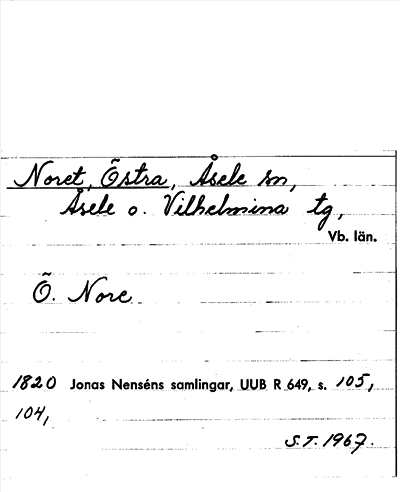 Noret, Östra, Åsele sn,
Åsele o. Vilhelmina tg,
Vb. län.
Ö. Nore
1820 Jonas Nenséns samlingar, UUB R 649, s. 105,
104,
S.T. 1967.